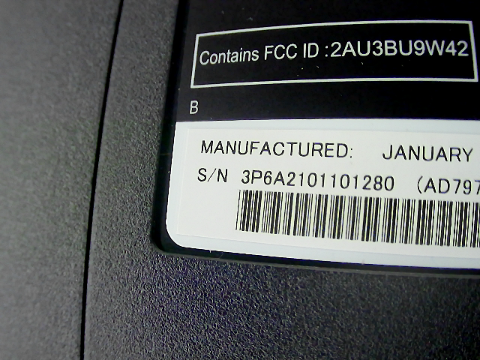 Contains FCC ID :2AU3BU9W42
B
MANUFACTURED: JANUARY
S/N 3P6A2101101280 (AD797